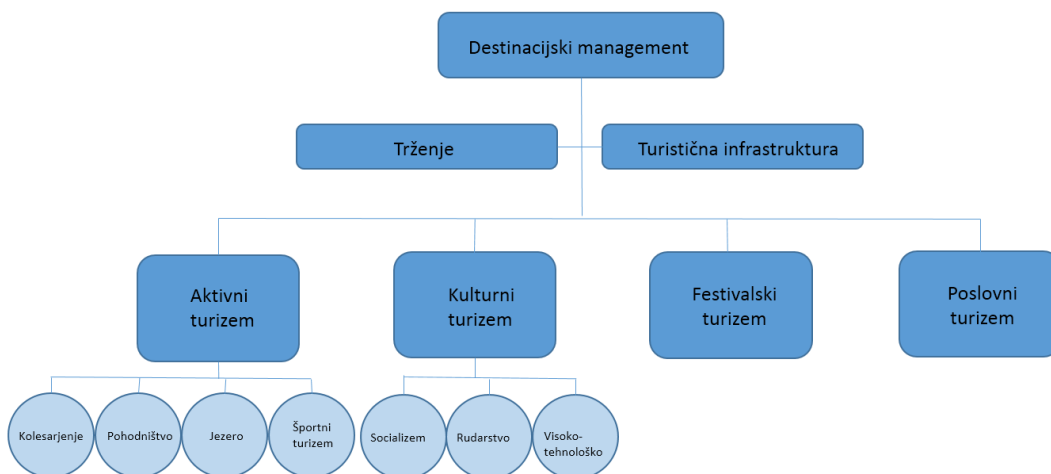 Destinacijski management
Trženje
Turistična infrastruktura
Aktivni
turizem
Kulturni
turizem
Festivalski
turizem
Poslovni
turizem
Kolesarjenje
Pohodništvo
Jezero
Športni
turizem
Socializem
Rudarstvo
Visoko-
tehnološko